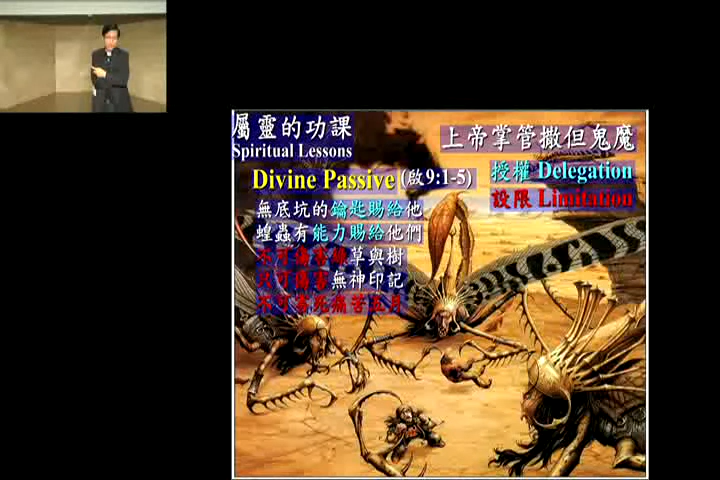 屬靈的功課
Spiritual Lessons
上帝掌管撒但鬼魔
Divine Passive (啟9:1-5)
授權 Delegation
設限 Limitation
無底坑的鑰匙賜給他
蝗蟲有能力賜給他們
不可傷害
草與樹
只可傷害無神印記
不可害死痛苦五月